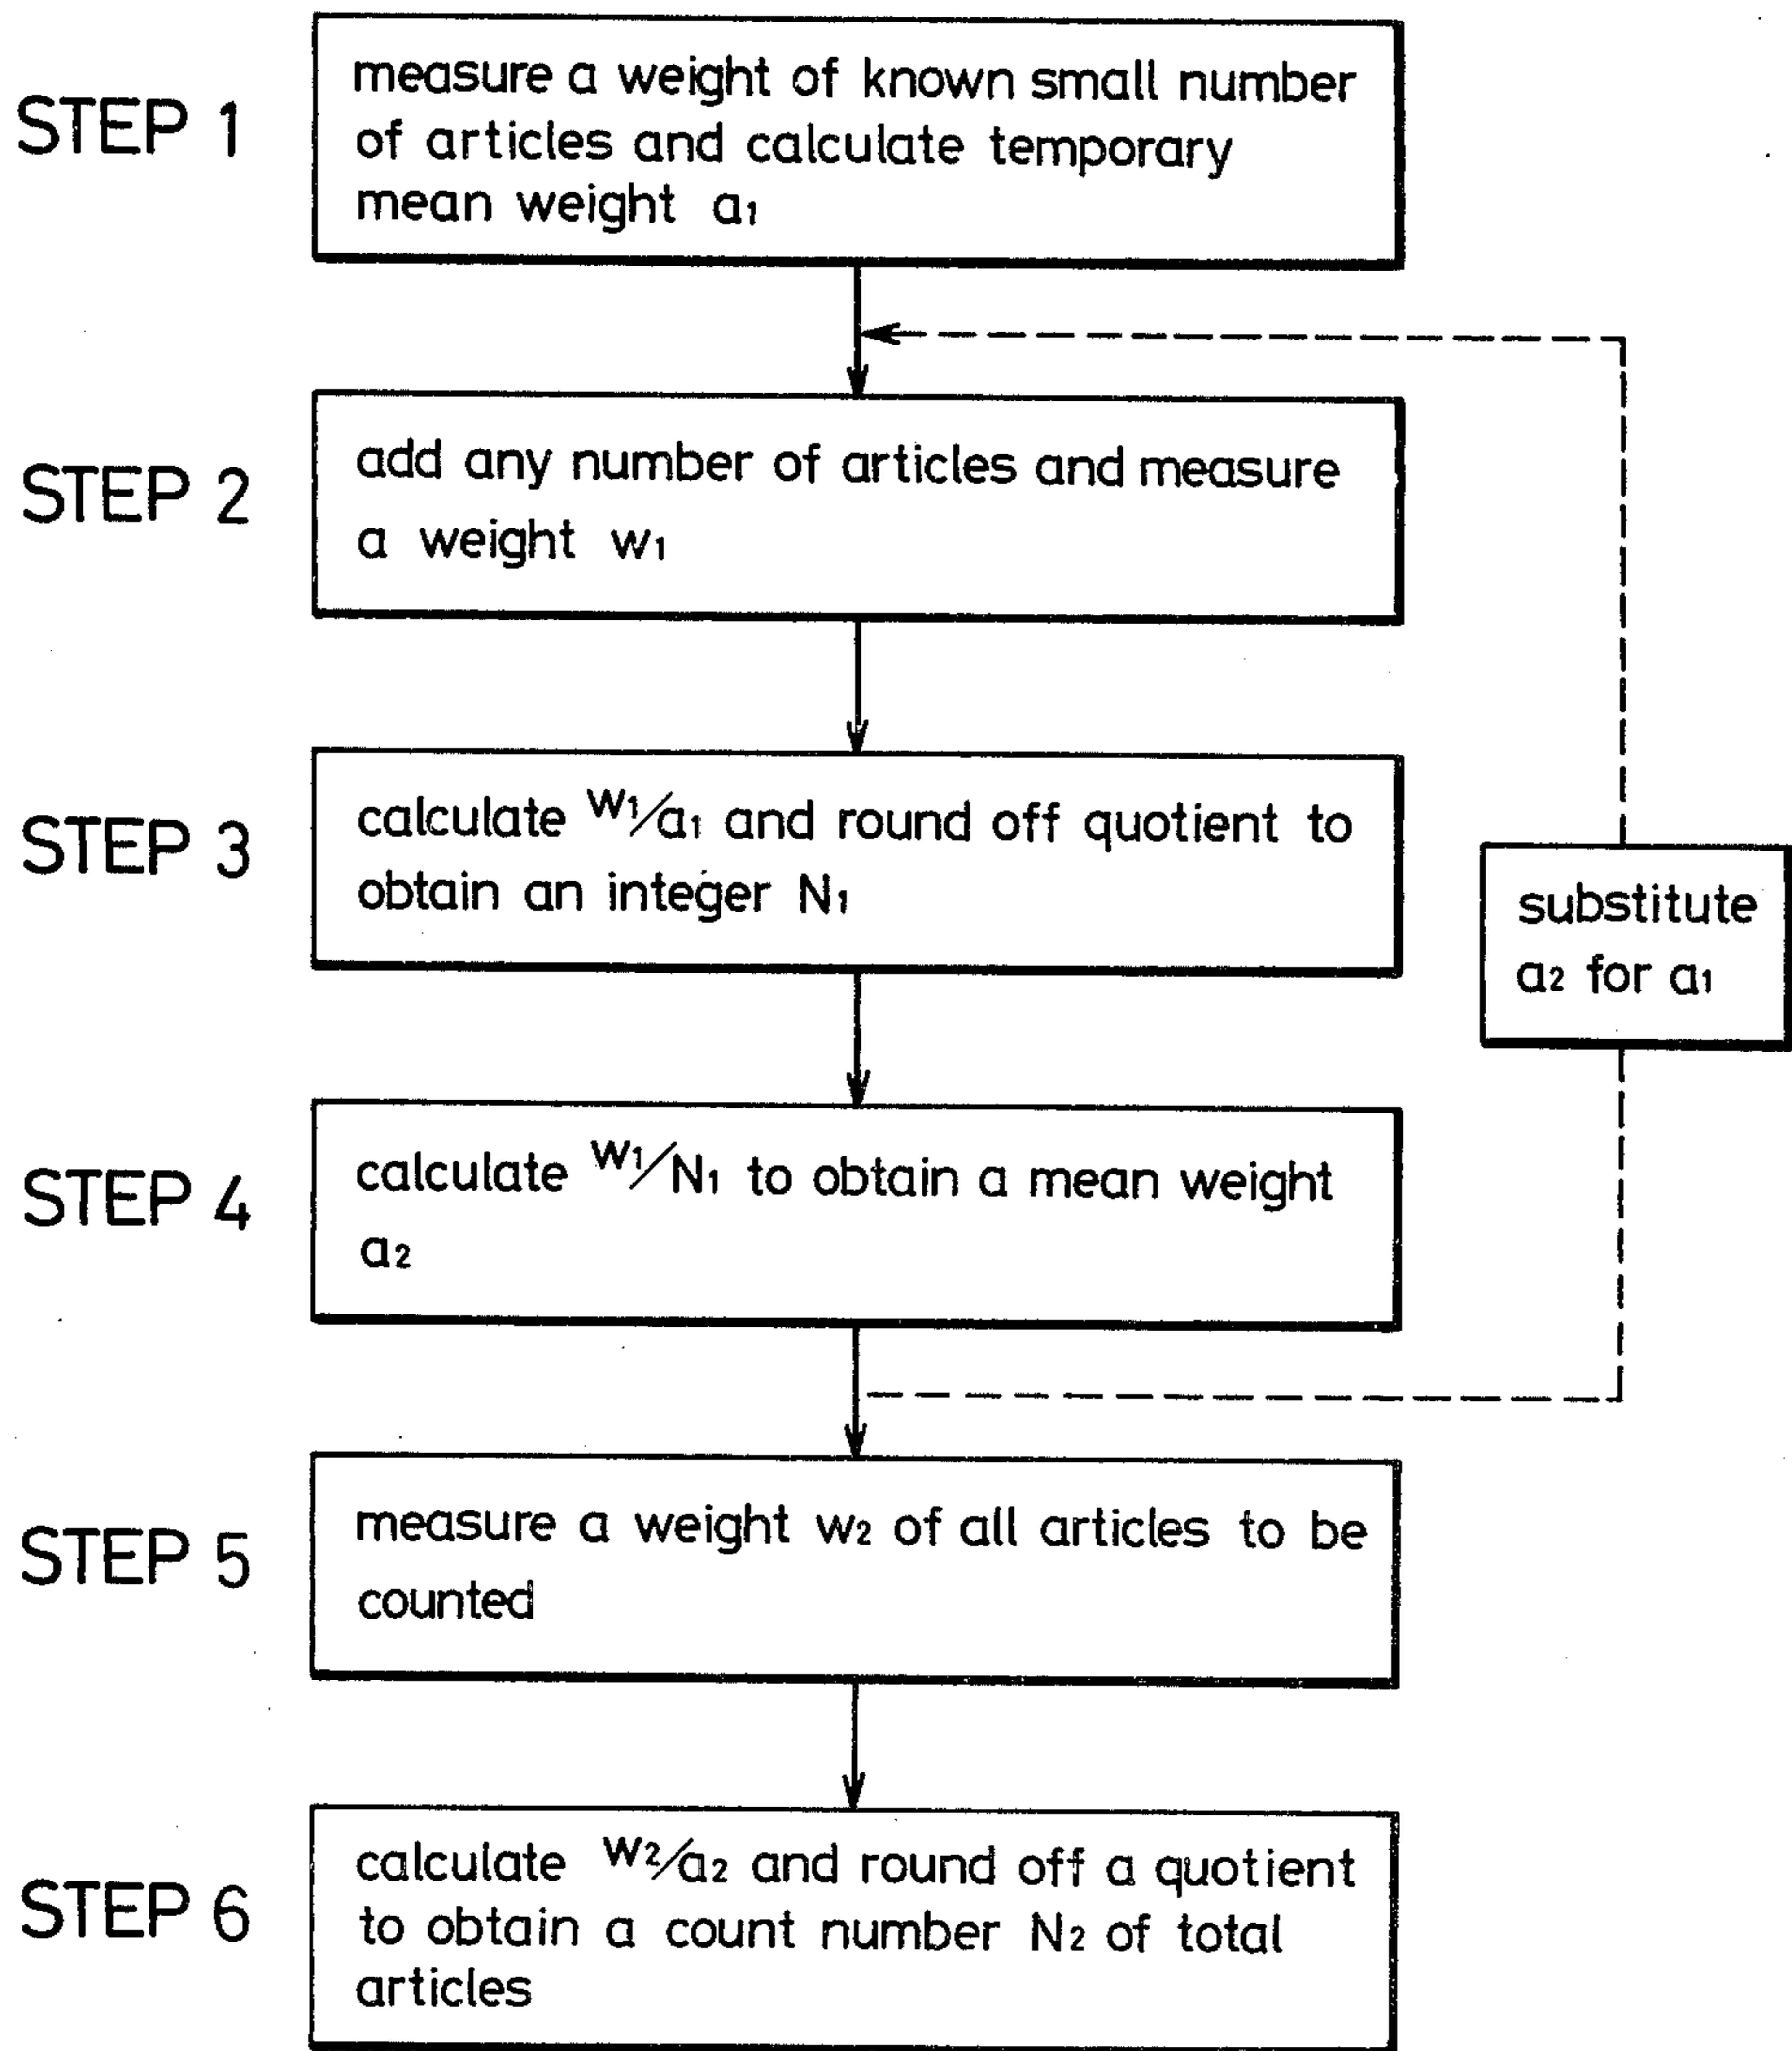 STEP 1
measure a weight of known small number
of articles and calculate temporary
mean weight a₁
STEP 2
add any number of articles and measure
a weight w₁
STEP 3
calculate w₁/a₁ and round off quotient to
obtain an integer N₁
substitute
a₂ for a₁
STEP 4
calculate w₁/N₁ to obtain a mean weight
a₂
STEP 5
measure a weight w₂ of all articles to be
counted
STEP 6
calculate w₂/a₂ and round off a quotient
to obtain a count number N₂ of total
articles